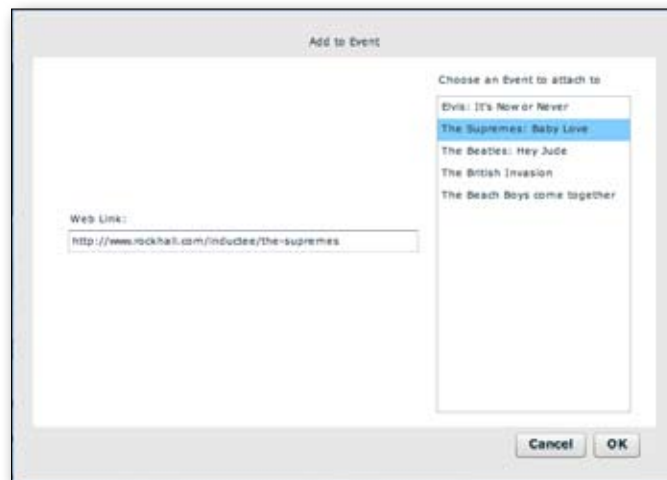 Add to Event
Choose an Event to attach to
Elvis: It's Now or Never
The Supremes: Baby Love
The Beatles: Hey Jude
The British Invasion
The Beach Boys come together
Web Link:
http://www.rockhall.com/inductee/the-supremes
Cancel
OK